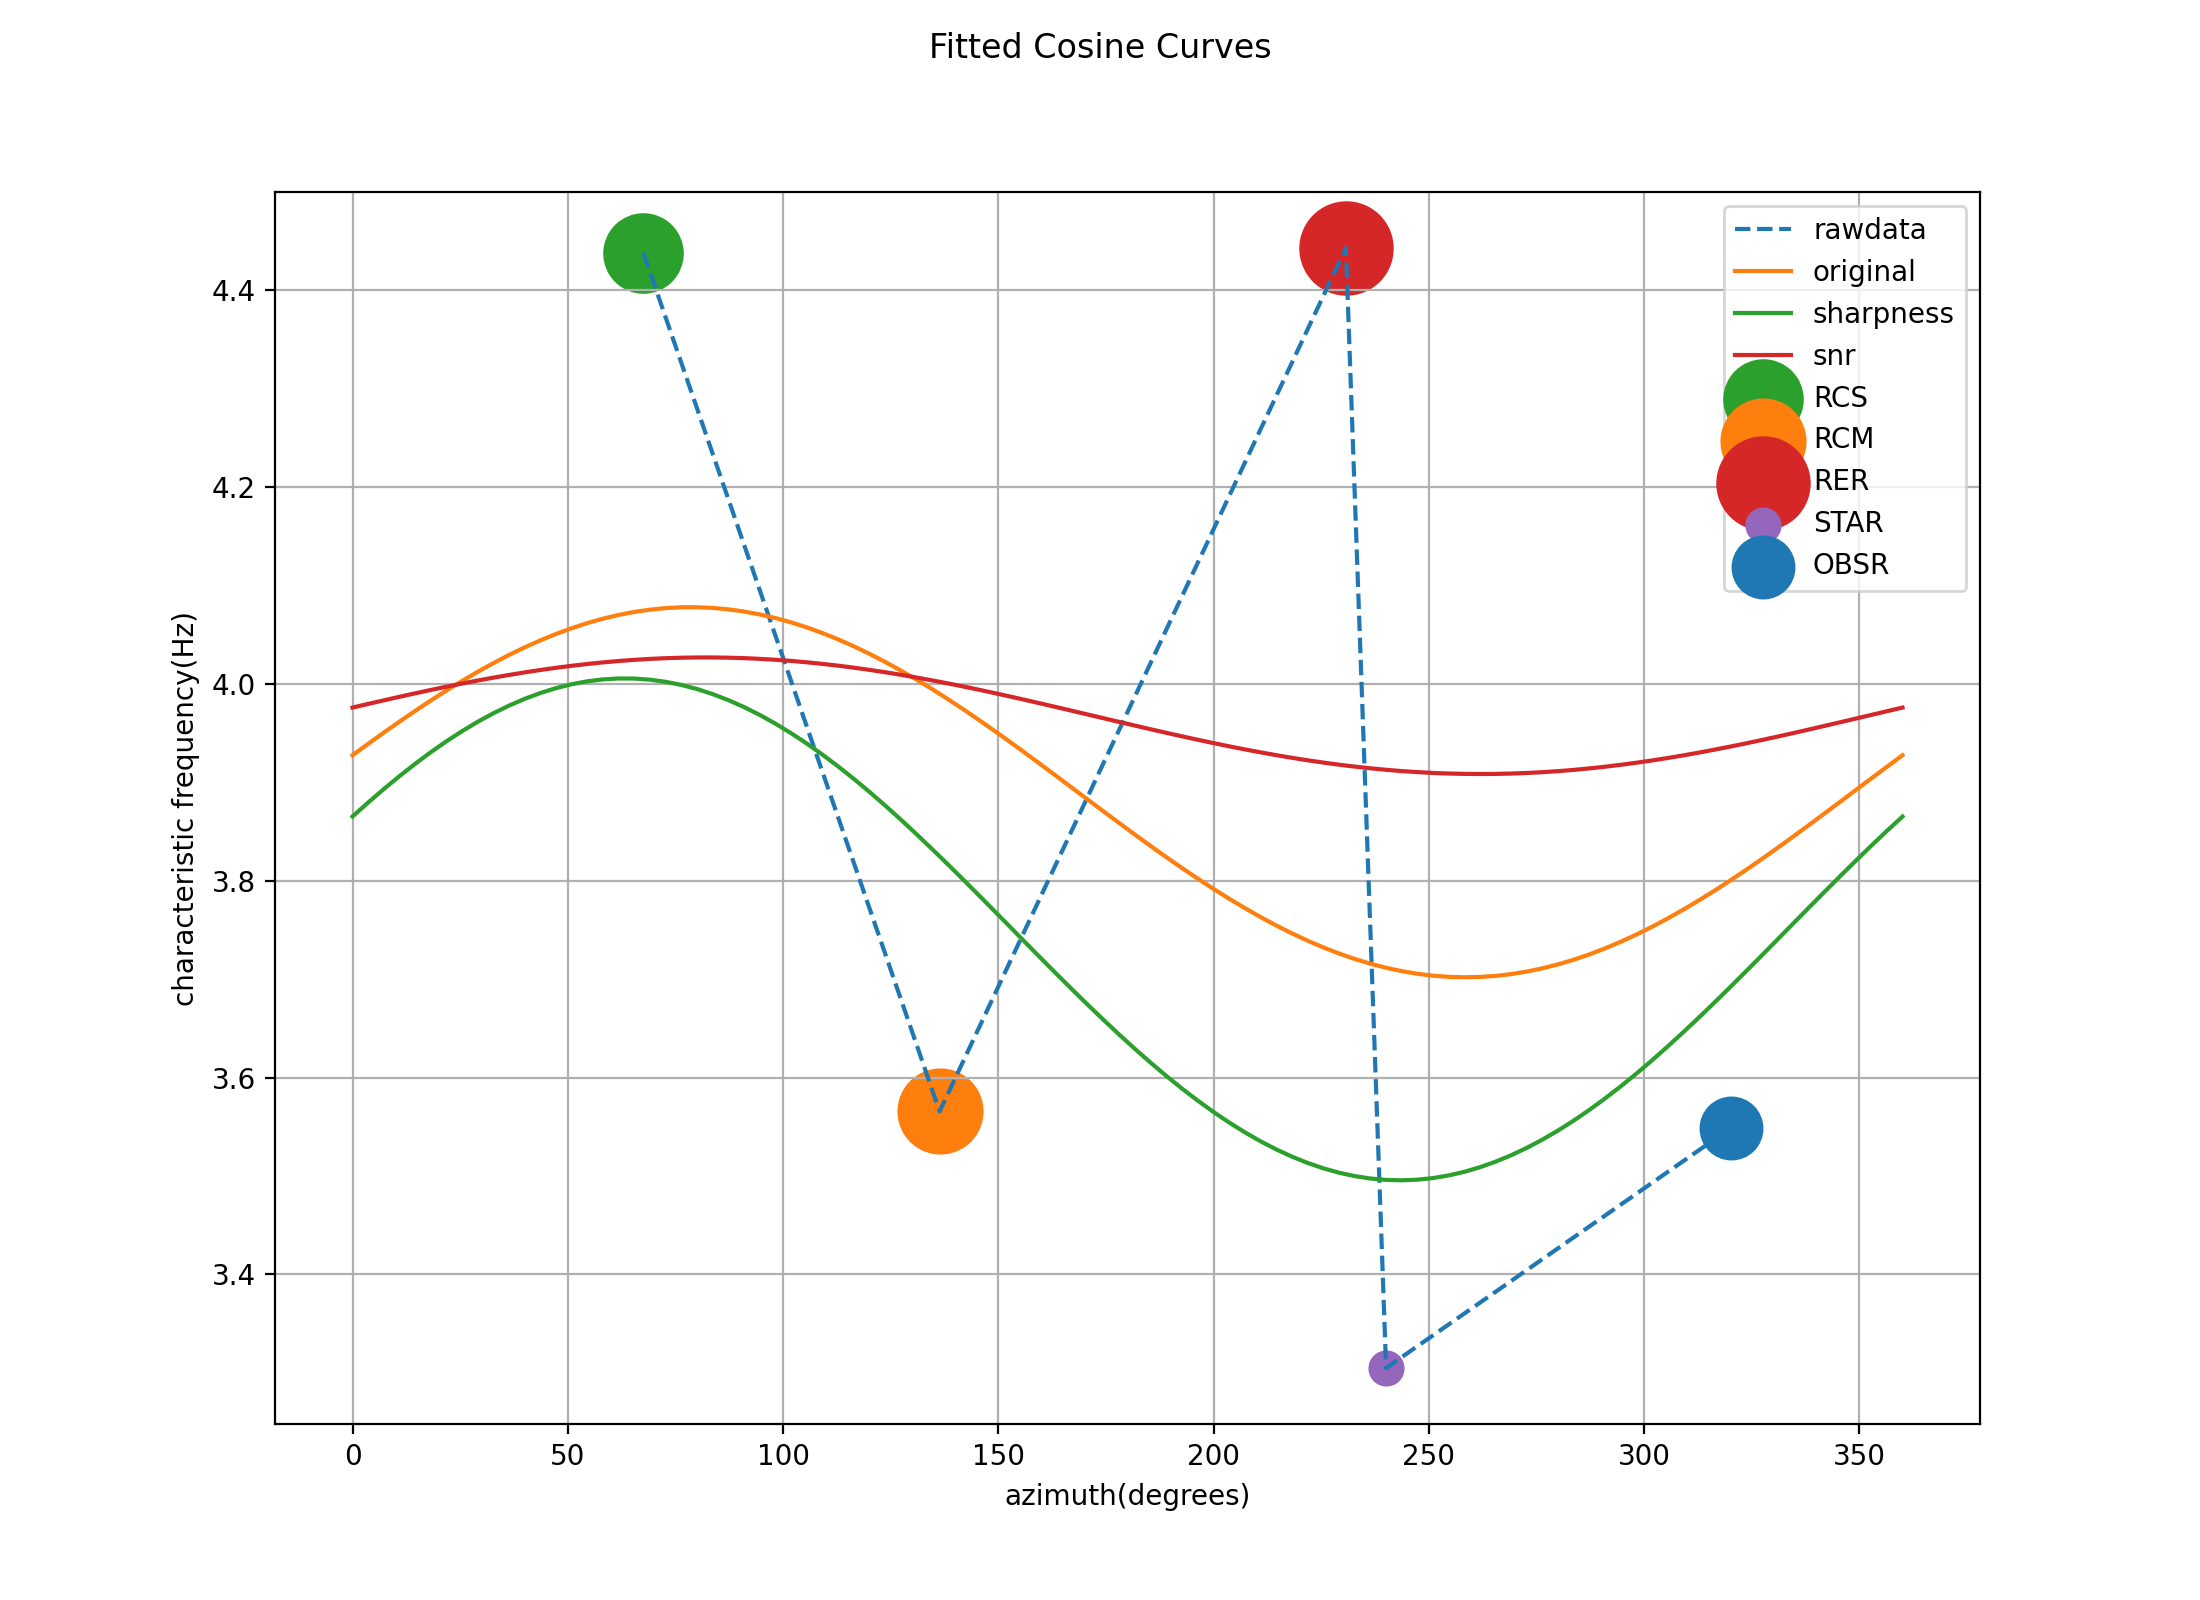 Fitted Cosine Curves
rawdata
original
sharpness
snr
RCS
RCM
RER
STAR
OBSR
characteristic frequency(Hz)
4.4
4.2
4.0
3.8
3.6
3.4
0 50 100 150 200 250 300 350
azimuth(degrees)